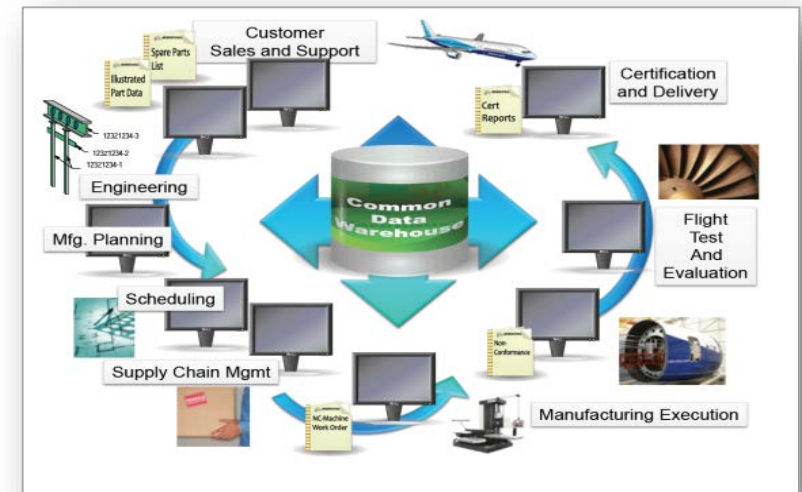 Customer
Sales and Support
Spare Parts
List
Illustrated
Part Data
Certification
and Delivery
Cert
Reports
12321234-3
12321234-2
12321234-1
Engineering
Common
Data
Warehouse
Mfg. Planning
Flight
Test
And
Evaluation
Scheduling
Non-
Conformance
Supply Chain Mgmt
NC-Machine
Work Order
Manufacturing Execution